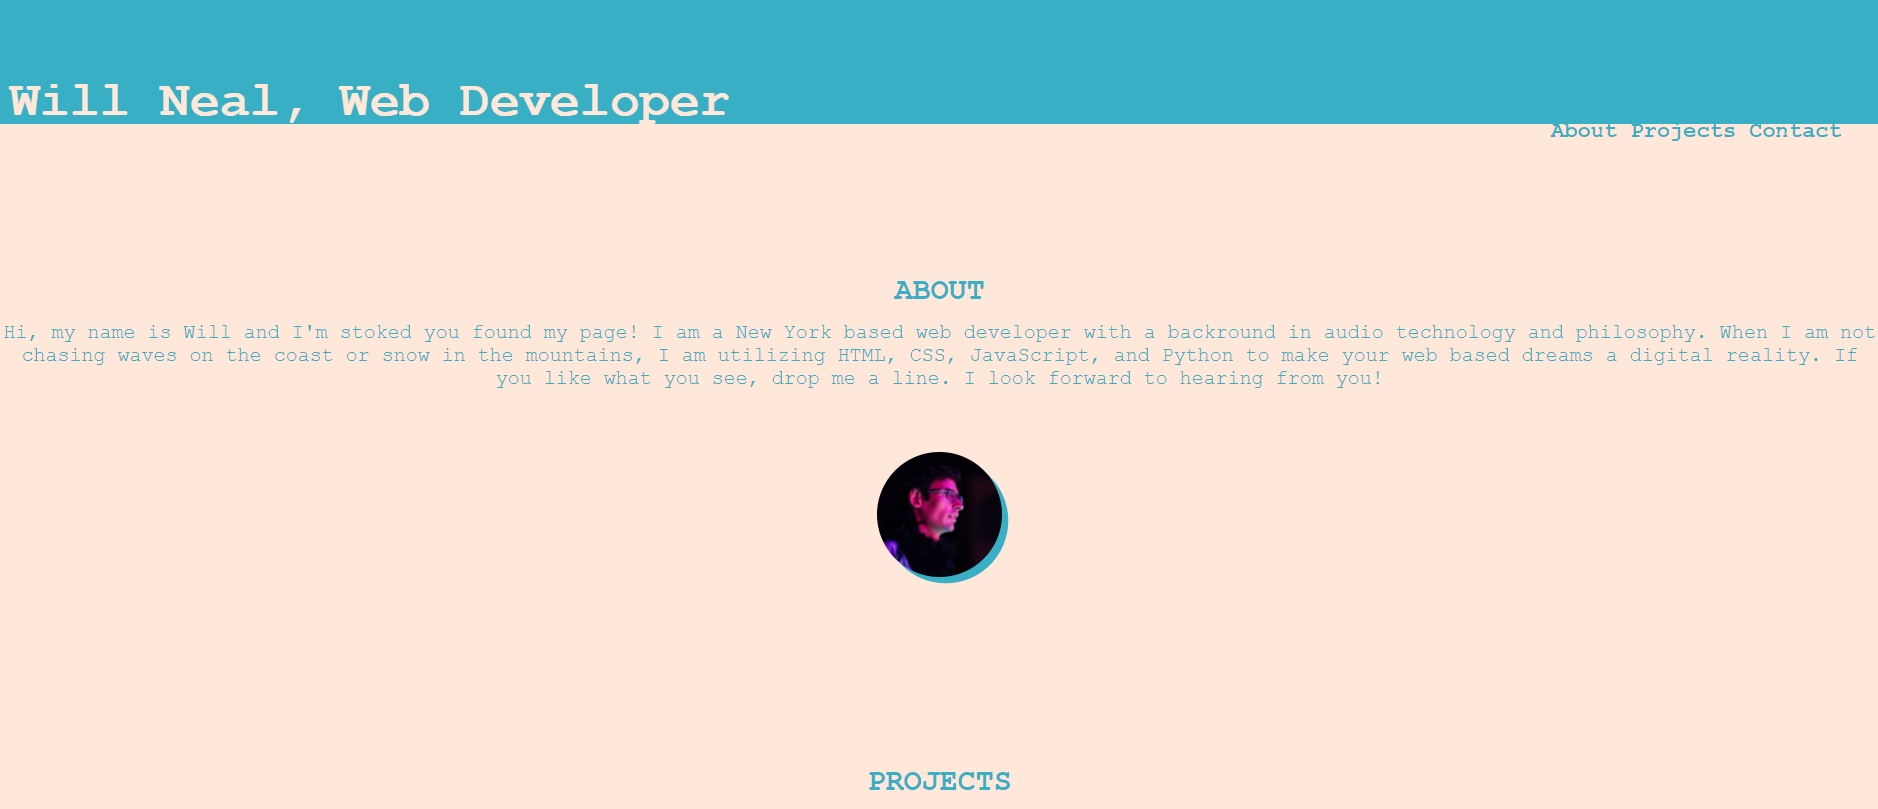 Will Neal, Web Developer
About Projects Contact
ABOUT
Hi, my name is Will and I'm stoked you found my page! I am a New York based web developer with a backround in audio technology and philosophy. When I am not
chasing waves on the coast or snow in the mountains, I am utilizing HTML, CSS, JavaScript, and Python to make your web based dreams a digital reality. If
you like what you see, drop me a line. I look forward to hearing from you!
PROJECTS